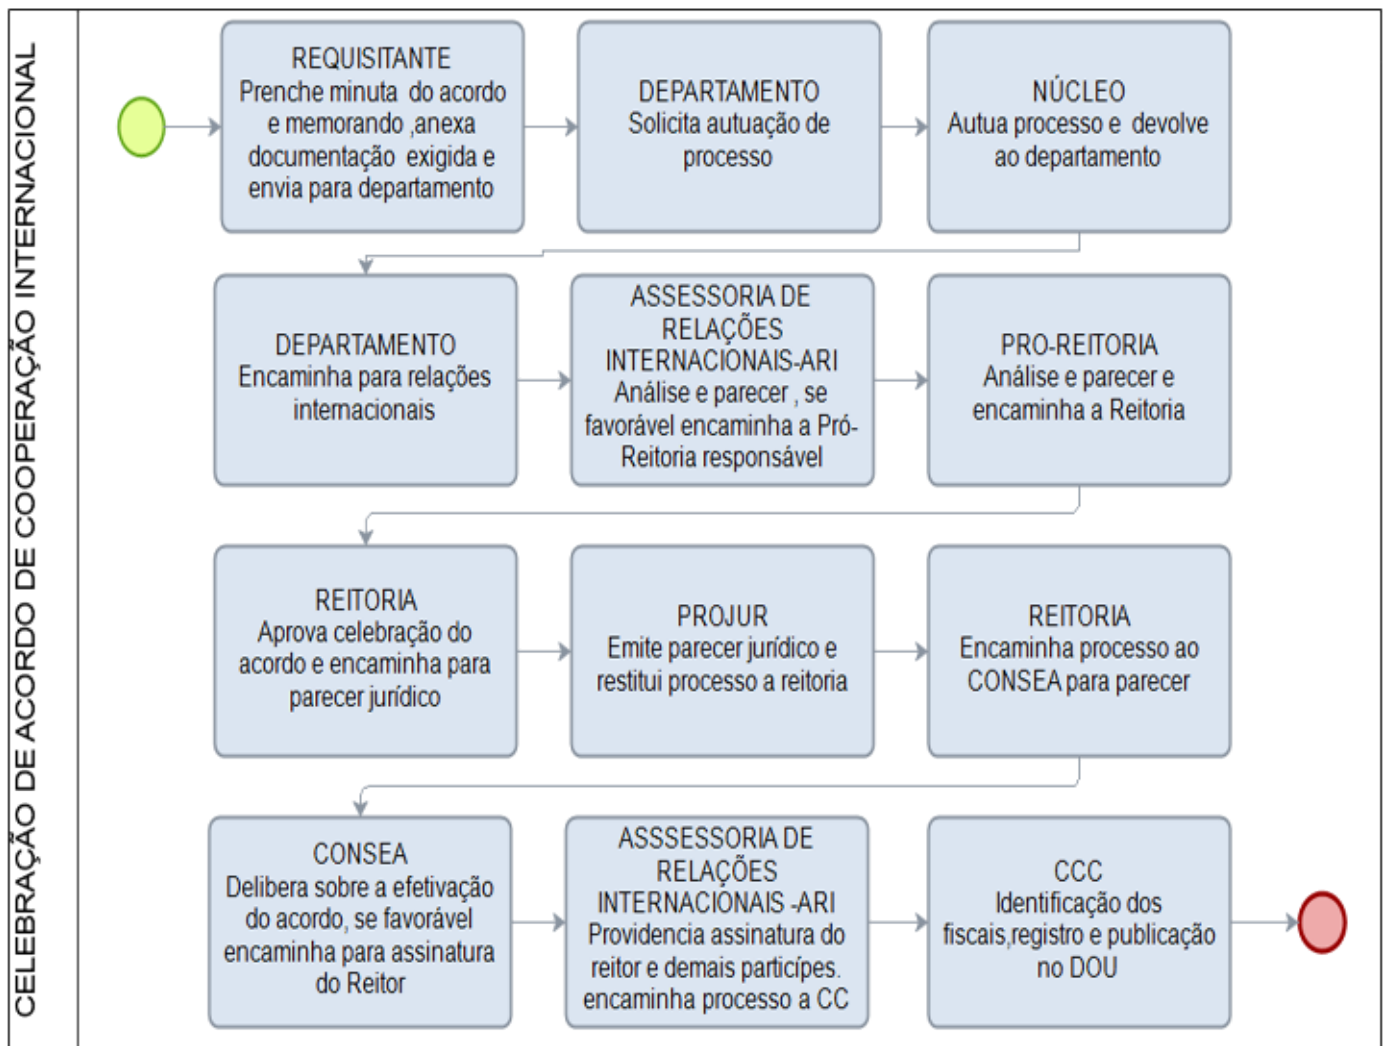 CELEBRAÇÃO DE ACORDO DE COOPERAÇÃO INTERNACIONAL
REQUISITANTE
Prenche minuta do acordo
e memorando ,anexa
documentação exigida e
envia para departamento
DEPARTAMENTO
Solicita autuação de
processo
NÚCLEO
Autua processo e devolve
ao departamento
DEPARTAMENTO
Encaminha para relações
internacionais
ASSESSORIA DE
RELAÇÕES
INTERNACIONAIS-ARI
Análise e parecer , se
favorável encaminha a Pró-
Reitoria responsável
PRO-REITORIA
Análise e parecer e
encaminha a Reitoria
REITORIA
Aprova celebração do
acordo e encaminha para
parecer jurídico
PROJUR
Emite parecer jurídico e
restitui processo a reitoria
REITORIA
Encaminha processo ao
CONSEA para parecer
CONSEA
Delibera sobre a efetivação
do acordo, se favorável
encaminha para assinatura
do Reitor
ASSSESSORIA DE
RELAÇÕES
INTERNACIONAIS -ARI
Providencia assinatura do
reitor e demais particípes.
encaminha processo a CC
CCC
Identificação dos
fiscais,registro e publicação
no DOU